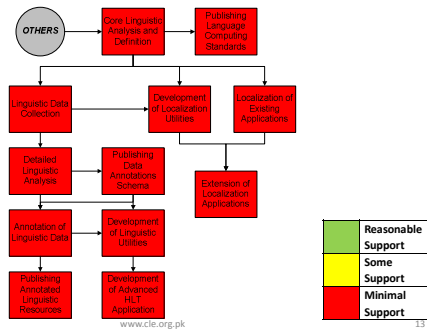 OTHERS
Core Linguistic
Analysis and
Definition
Publishing
Language
Computing
Standards
Linguistic Data
Collection
Development
of Localization
Utilities
Localization of
Existing
Applications
Detailed
Linguistic
Analysis
Publishing
Data
Annotations
Schema
Extension of
Localization
Applications
Annotation of
Linguistic Data
Development
of Linguistic
Utilities
Publishing
Annotated
Linguistic
Resources
Development
of Advanced
HLT
Application
Reasonable
Support
Some
Support
Minimal
Support
www.cle.org.pk
13